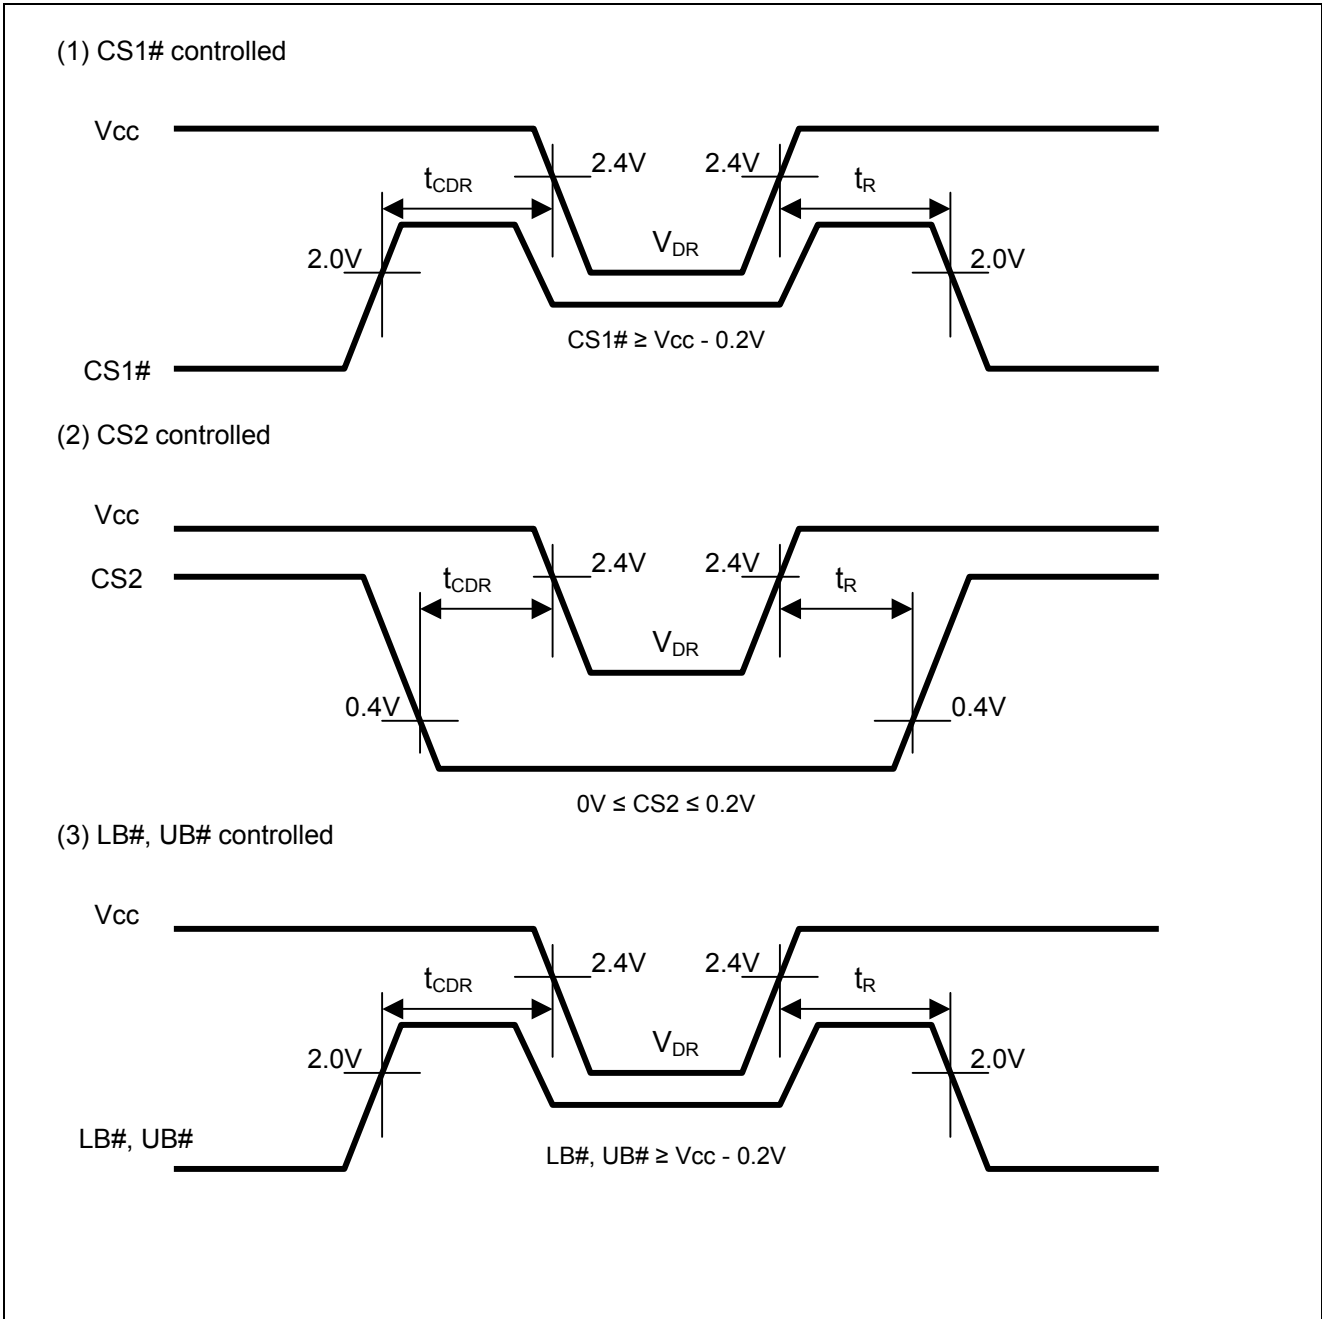 (1) CS1# controlled
Vcc
2.4V 2.4V
tCDR tR
VDR
2.0V 2.0V
CS1# ≥ Vcc - 0.2V
CS1#
(2) CS2 controlled
Vcc
2.4V 2.4V
CS2
tCDR tR
VDR
0.4V 0.4V
0V ≤ CS2 ≤ 0.2V
(3) LB#, UB# controlled
Vcc
2.4V 2.4V
tCDR tR
VDR
2.0V 2.0V
LB#, UB#
LB#, UB# ≥ Vcc - 0.2V